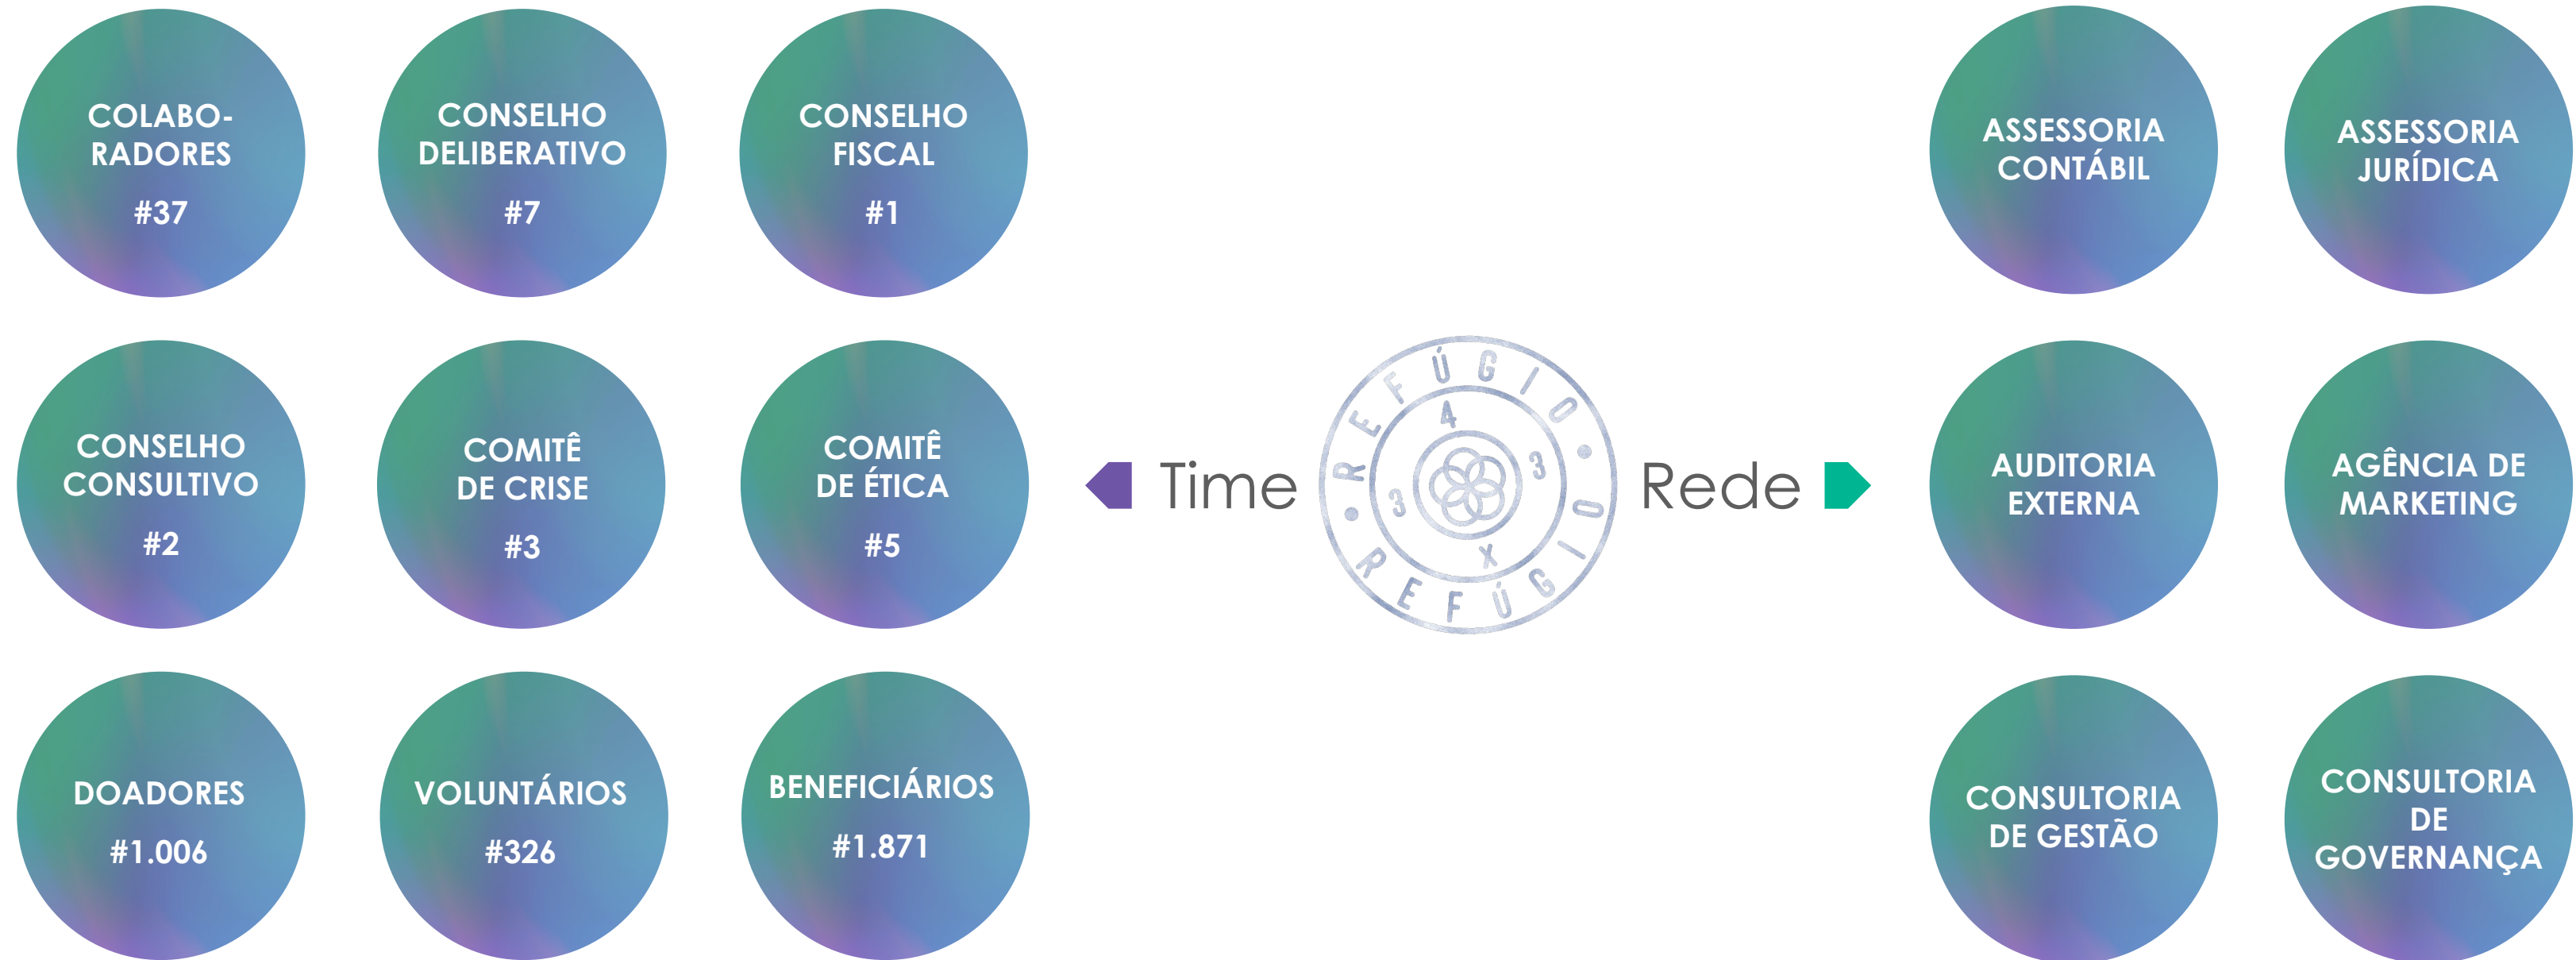 COLABO-
RADORES
#37
CONSELHO
DELIBERATIVO
#7
CONSELHO
FISCAL
#1
CONSELHO
CONSULTIVO
#2
COMITÊ
DE CRISE
#3
COMITÊ
DE ÉTICA
#5
DOADORES
#1.006
VOLUNTÁRIOS
#326
BENEFICIÁRIOS
#1.871
Time
REFÚGIO • REFÚGIO •
4 3 X 3
Rede
ASSESSORIA
CONTÁBIL
ASSESSORIA
JURÍDICA
AUDITORIA
EXTERNA
AGÊNCIA DE
MARKETING
CONSULTORIA
DE GESTÃO
CONSULTORIA
DE
GOVERNANÇA